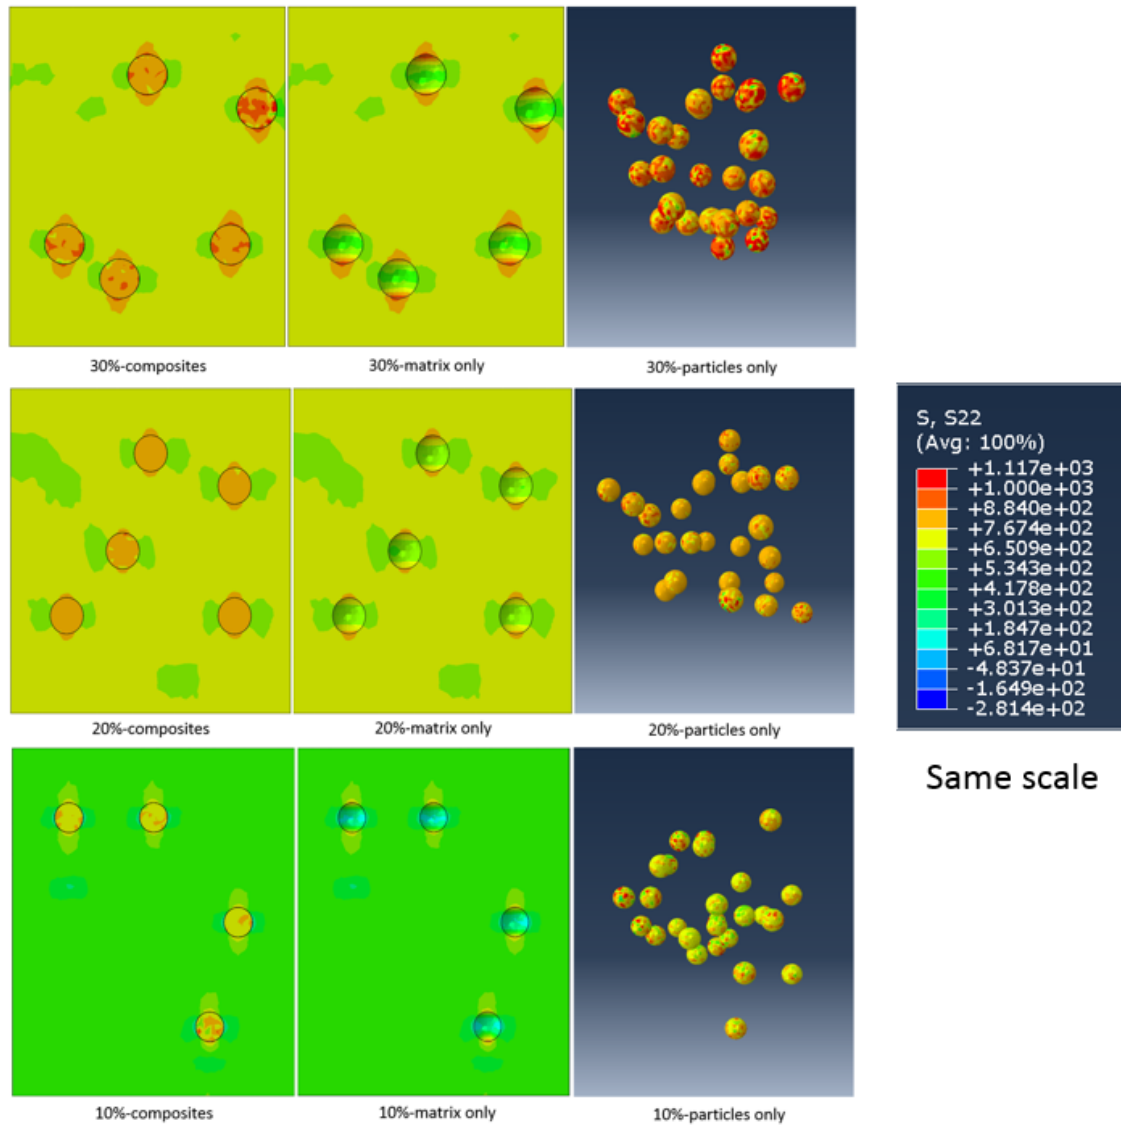 30%-composites
30%-matrix only
30%-particles only
S, S22
(Avg: 100%)
+1.117e+03
+1.000e+03
+8.840e+02
+7.674e+02
+6.509e+02
+5.343e+02
+4.178e+02
+3.013e+02
+1.847e+02
+6.817e+01
-4.837e+01
-1.649e+02
-2.814e+02
20%-composites
20%-matrix only
20%-particles only
Same scale
10%-composites
10%-matrix only
10%-particles only